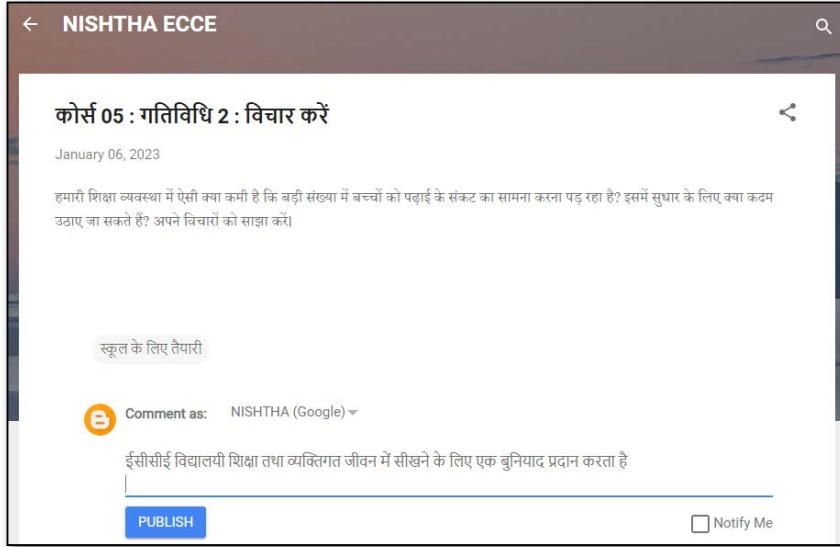 NISHTHA ECCE
कोर्स 05 : गतिविधि 2 : विचार करें
January 06, 2023
हमारी शिक्षा व्यवस्था में ऐसी क्या कमी है कि बड़ी संख्या में बच्चों को पढ़ाई के संकट का सामना करना पड़ रहा है? इसमें सुधार के लिए क्या कदम
उठाए जा सकते हैं? अपने विचारों को साझा करें।
स्कूल के लिए तैयारी
Comment as: NISHTHA (Google)
ईसीसीई विद्यालयी शिक्षा तथा व्यक्तिगत जीवन में सीखने के लिए एक बुनियाद प्रदान करता है
PUBLISH Notify Me